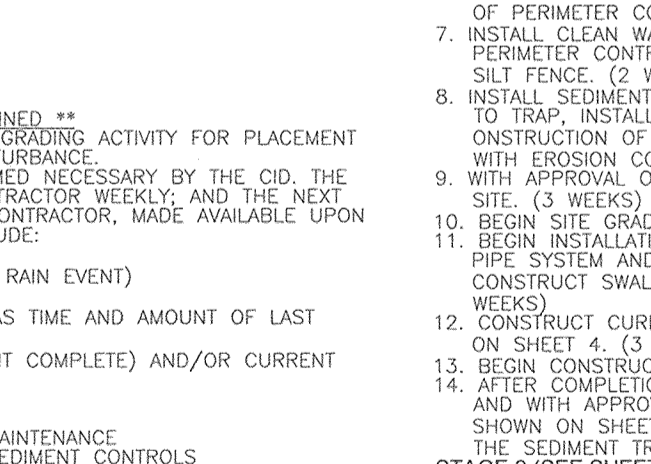 INED **
GRADING ACTIVITY FOR PLACEMENT
URBANCE.
MED NECESSARY BY THE CID. THE
TRACTOR WEEKLY; AND THE NEXT
ONTRACTOR, MADE AVAILABLE UPON
UDE:
RAIN EVENT)
AS TIME AND AMOUNT OF LAST
NT COMPLETE) AND/OR CURRENT
AINTENANCE
EDIMENT CONTROLS
OF PERIMETER CO
7. INSTALL CLEAN WA
PERIMETER CONTR
SILT FENCE. (2 W
8. INSTALL SEDIMENT
TO TRAP, INSTALL
ONSTRUCTION OF
WITH EROSION CO
9. WITH APPROVAL O
SITE. (3 WEEKS)
10. BEGIN SITE GRAD
11. BEGIN INSTALLATI
PIPE SYSTEM AND
CONSTRUCT SWAL
WEEKS)
12. CONSTRUCT CUR
ON SHEET 4. (3
13. BEGIN CONSTRUC
14. AFTER COMPLETIO
AND WITH APPROV
SHOWN ON SHEET
THE SEDIMENT TR